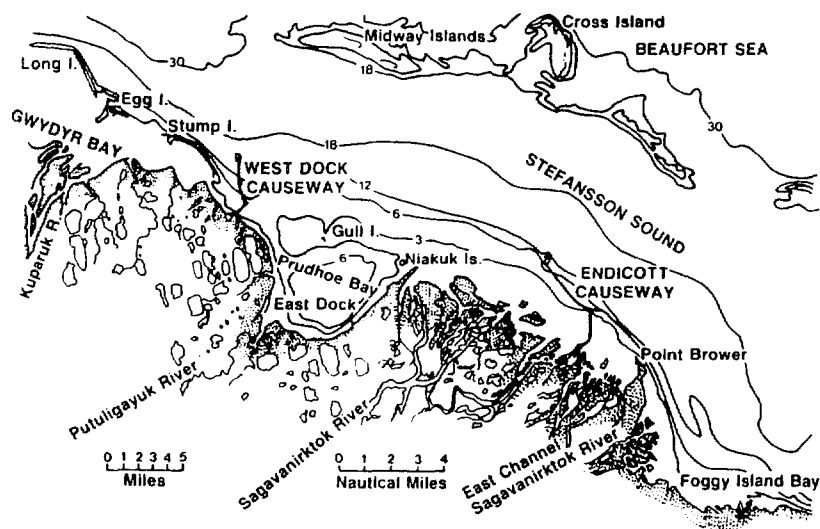 Cross Island
Midway Islands
BEAUFORT SEA
Long I.
30
18
Egg I.
30
Stump I.
GWYDYR BAY
18
WEST DOCK
CAUSEWAY
12
STEFANSSON SOUND
6
Kuparuk R.
Gull I.
3
Niakuk Is.
Prudhoe Bay
6
ENDICOTT
CAUSEWAY
East Dock
Point Brower
Putuligayuk River
Sagavanirktok River
East Channel
Sagavanirktok River
0 1 2 3 4 5
Miles
0 2 4
Nautical Miles
Foggy Island Bay